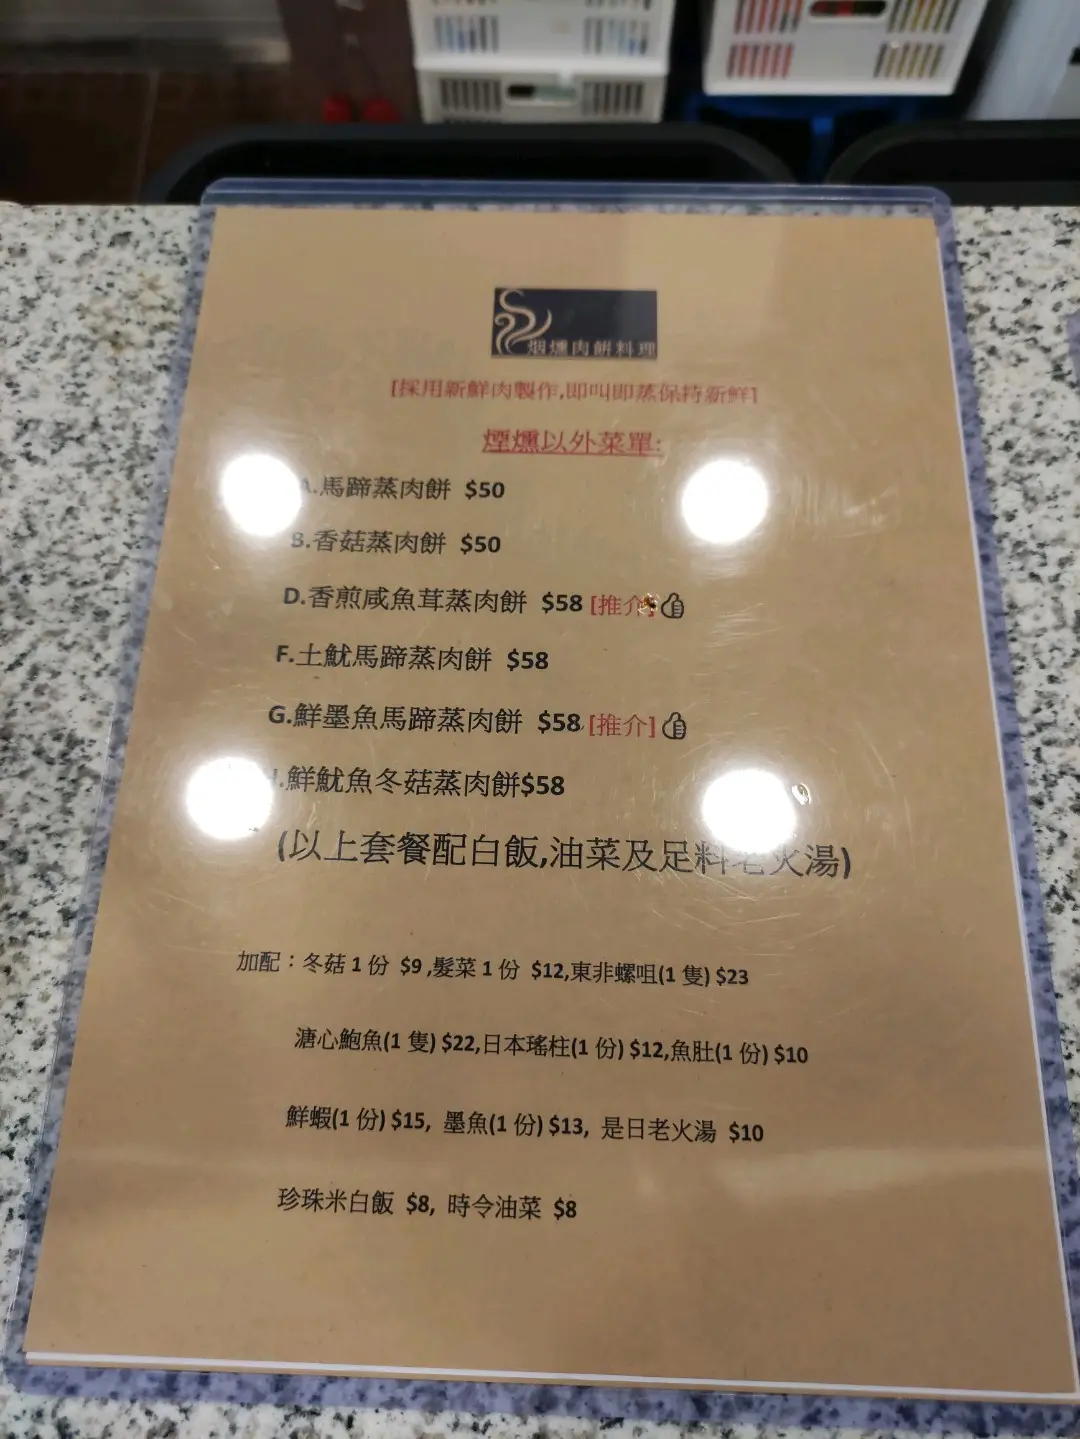 烟燻肉餅料理
[採用新鮮肉製作,即叫即蒸保持新鮮]
煙燻以外菜單:
A.馬蹄蒸肉餅 $50
B.香菇蒸肉餅 $50
D.香煎咸魚茸蒸肉餅 $58 [推介]
F.土魷馬蹄蒸肉餅 $58
G.鮮墨魚馬蹄蒸肉餅 $58 [推介]
.鮮魷魚冬菇蒸肉餅$58
(以上套餐配白飯,油菜及足料老火湯)
加配：冬菇1份 $9 ,髮菜1份 $12,東非螺咀(1隻) $23
溏心鮑魚(1隻) $22,日本瑤柱(1份) $12,魚肚(1份) $10
鮮蝦(1份) $15, 墨魚(1份) $13, 是日老火湯 $10
珍珠米白飯 $8, 時令油菜 $8